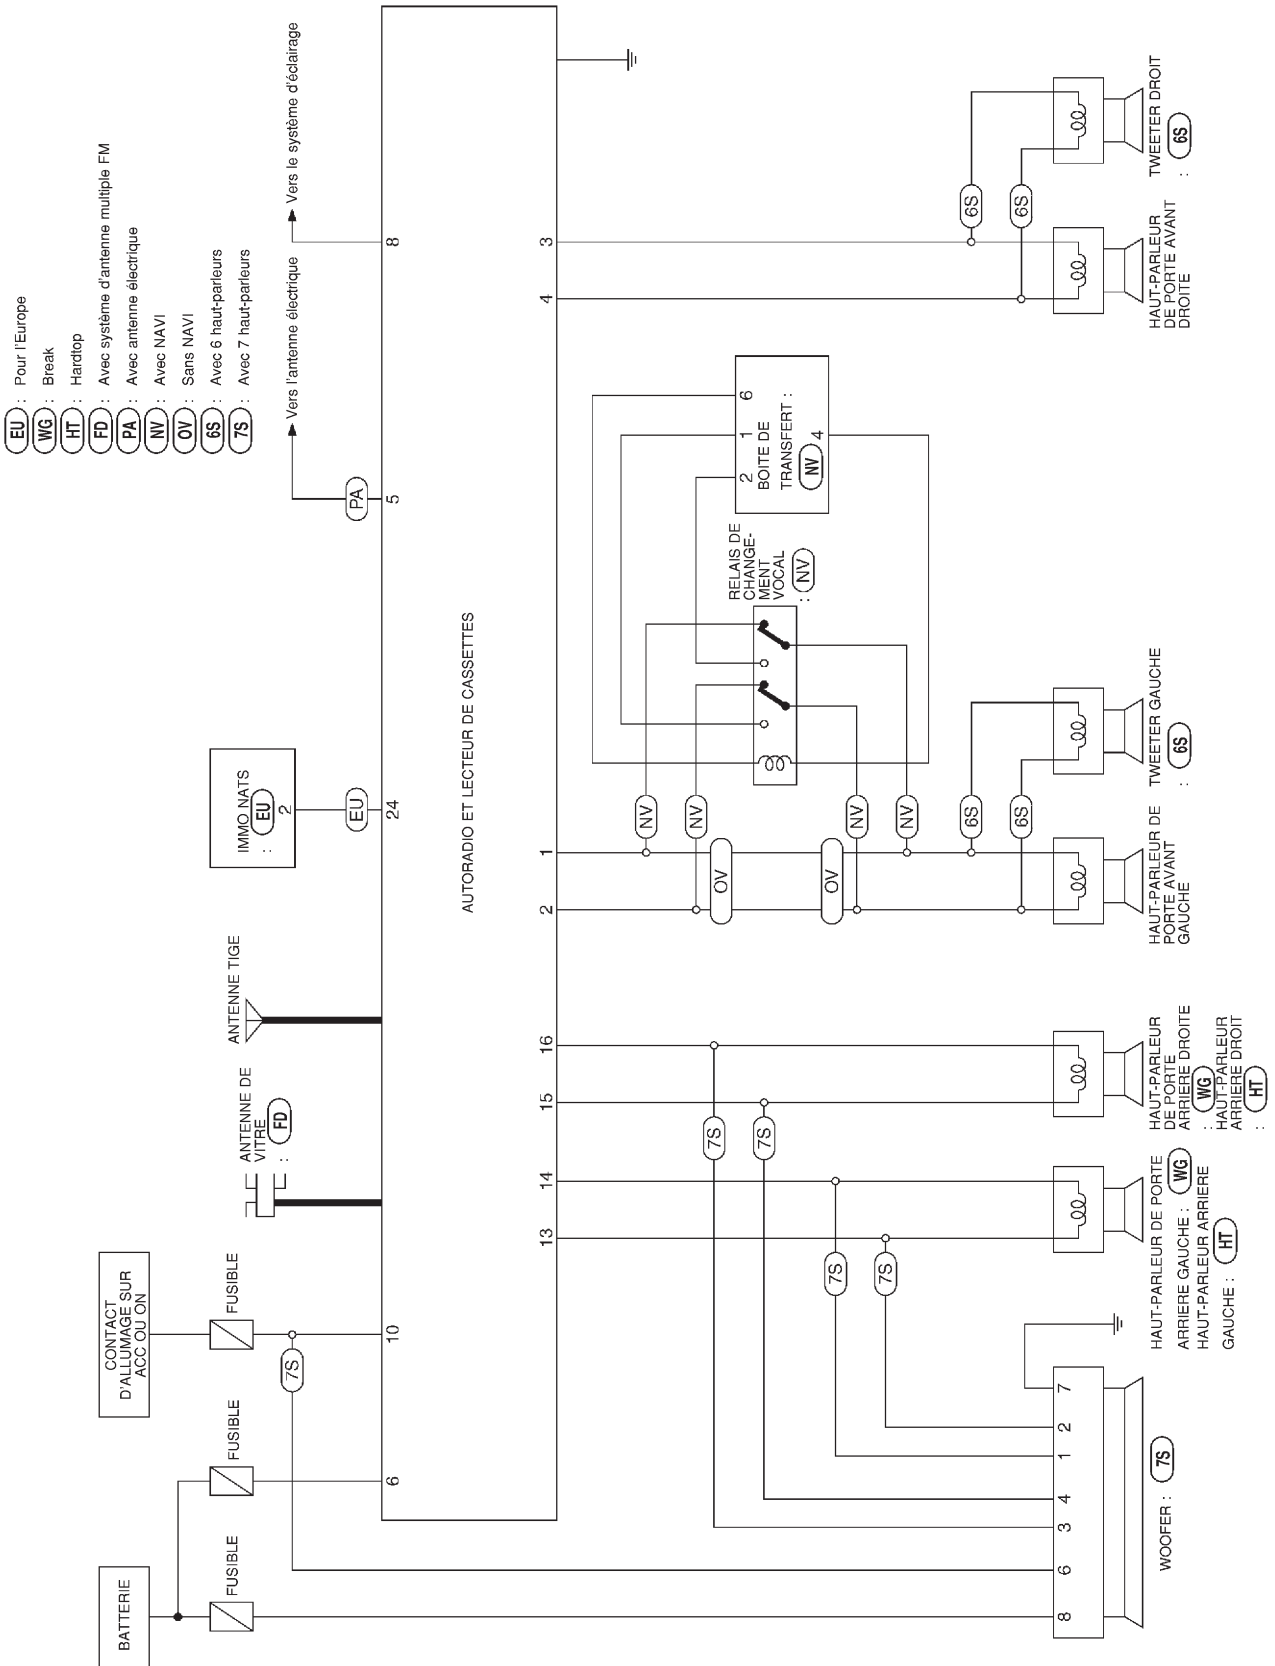 EU : Pour l'Europe
WG : Break
HT : Hardtop
FD : Avec système d'antenne multiple FM
PA : Avec antenne électrique
NV : Avec NAVI
OV : Sans NAVI
6S : Avec 6 haut-parleurs
7S : Avec 7 haut-parleurs
BATTERIE
CONTACT
D'ALLUMAGE SUR
ACC OU ON
FUSIBLE
FUSIBLE
FUSIBLE
7S
ANTENNE DE
VITRE
: FD
ANTENNE TIGE
IMMO NATS
: EU
2
EU
PA
Vers l'antenne électrique
Vers le système d'éclairage
6
10
24
5
8
AUTORADIO ET LECTEUR DE CASSETTES
13
14
15
16
2
1
4
3
7S
7S
7S
7S
OV
OV
NV
NV
NV
NV
RELAIS DE
CHANGE-
MENT
VOCAL
: NV
2
1
6
BOITE DE
TRANSFERT :
NV
4
6S
6S
6S
6S
8
6
3
4
1
2
7
WOOFER : 7S
HAUT-PARLEUR DE PORTE
ARRIERE GAUCHE : WG
HAUT-PARLEUR ARRIERE
GAUCHE : HT
HAUT-PARLEUR
DE PORTE
ARRIERE DROITE
: WG
HAUT-PARLEUR
ARRIERE DROIT
: HT
HAUT-PARLEUR DE
PORTE AVANT
GAUCHE
TWEETER GAUCHE
: 6S
HAUT-PARLEUR
DE PORTE AVANT
DROITE
TWEETER DROIT
: 6S